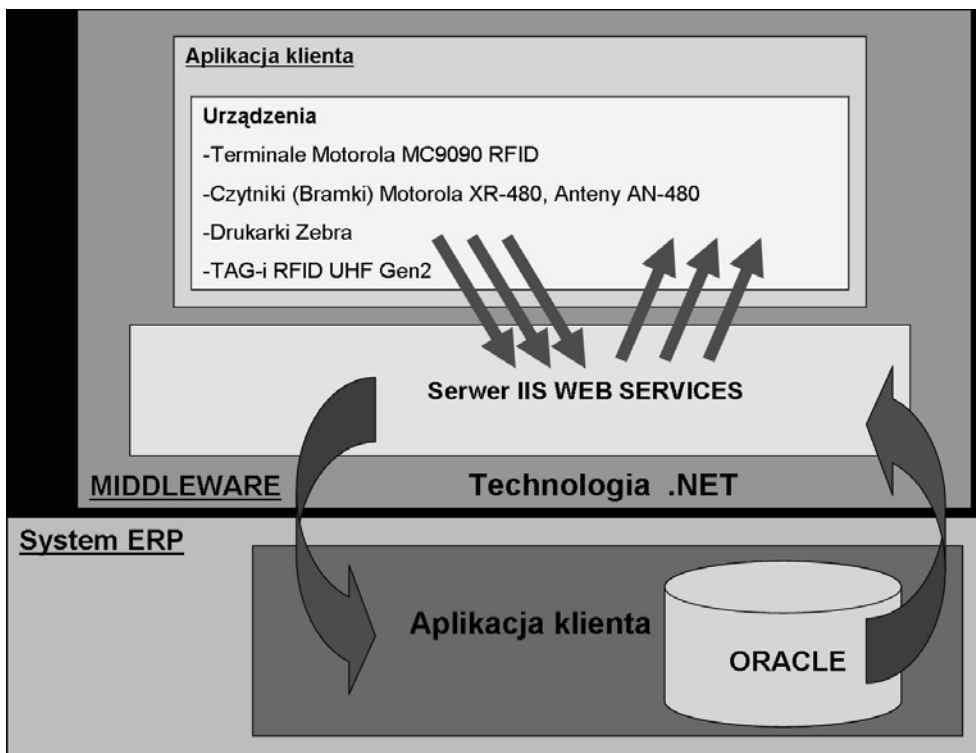 Aplikacja klienta
Urządzenia
-Terminale Motorola MC9090 RFID
-Czytniki (Bramki) Motorola XR-480, Anteny AN-480
-Drukarki Zebra
-TAG-i RFID UHF Gen2
Serwer IIS WEB SERVICES
MIDDLEWARE
Technologia .NET
System ERP
Aplikacja klienta
ORACLE